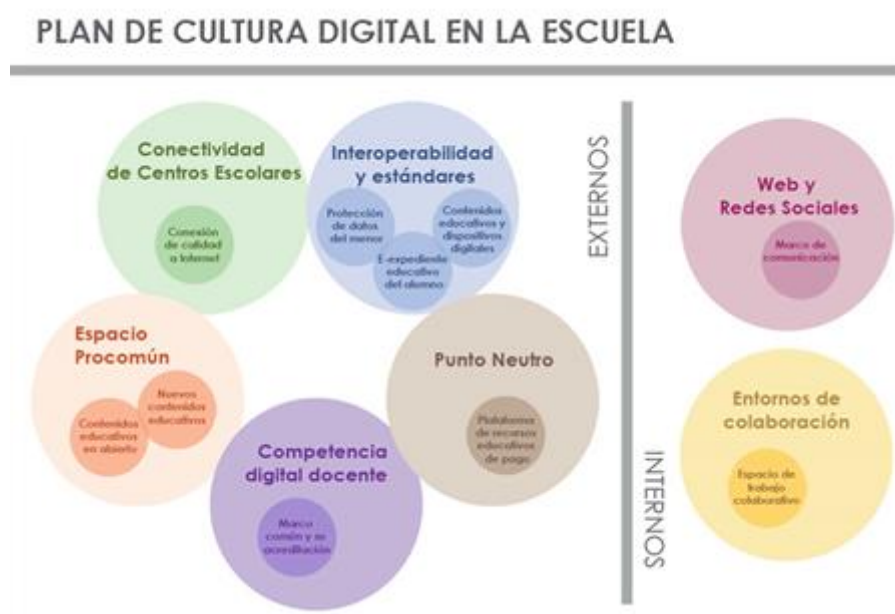 PLAN DE CULTURA DIGITAL EN LA ESCUELA
Conectividad
de Centros Escolares
Conexión
de calidad
a Internet
Interoperabilidad
y estándares
Protección
de datos
del menor
Contenidos
educativos y
dispositivos
digitales
E-expediente
educativo
del alumno
Espacio
Procomún
Contenidos
educativos
en abierto
Nuevos
contenidos
educativos
Punto Neutro
Plataforma
de recursos
educativos
de pago
Competencia
digital docente
Marco
común y su
acreditación
EXTERNOS
INTERNOS
Web y
Redes Sociales
Marco de
comunicación
Entornos de
colaboración
Espacio de
trabajo
colaborativo